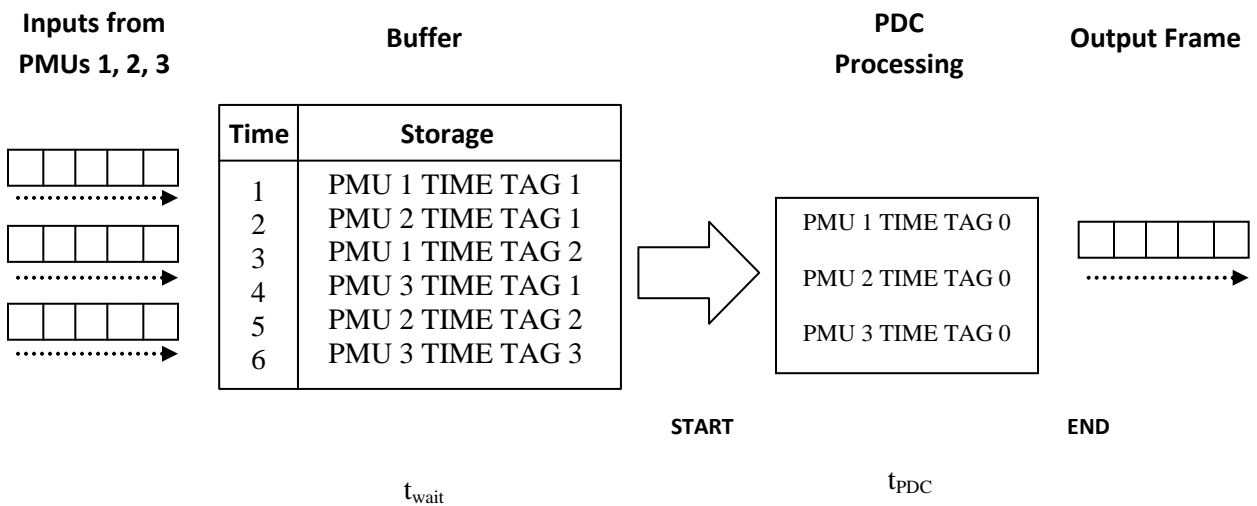 Inputs from
PMUs 1, 2, 3
Buffer
PDC
Processing
Output Frame
Time Storage
1 PMU 1 TIME TAG 1
2 PMU 2 TIME TAG 1
3 PMU 1 TIME TAG 2
4 PMU 3 TIME TAG 1
5 PMU 2 TIME TAG 2
6 PMU 3 TIME TAG 3
PMU 1 TIME TAG 0
PMU 2 TIME TAG 0
PMU 3 TIME TAG 0
START
END
twait
tPDC